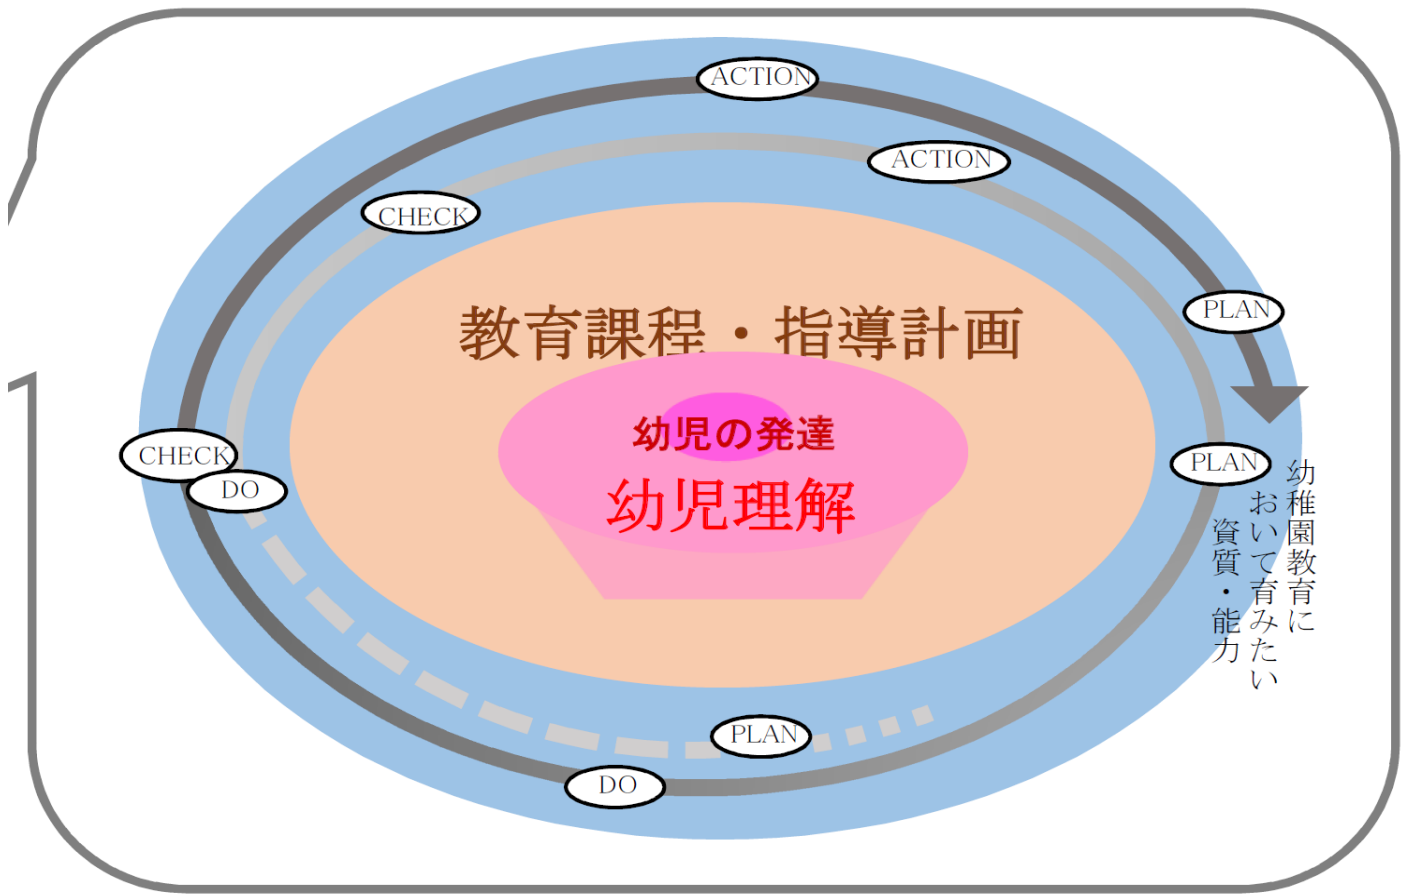 ACTION
ACTION
CHECK
PLAN
教育課程・指導計画
幼児の発達
CHECK
PLAN
DO
幼児理解
幼稚園教育に
おいて育みたい
資質・能力
PLAN
DO